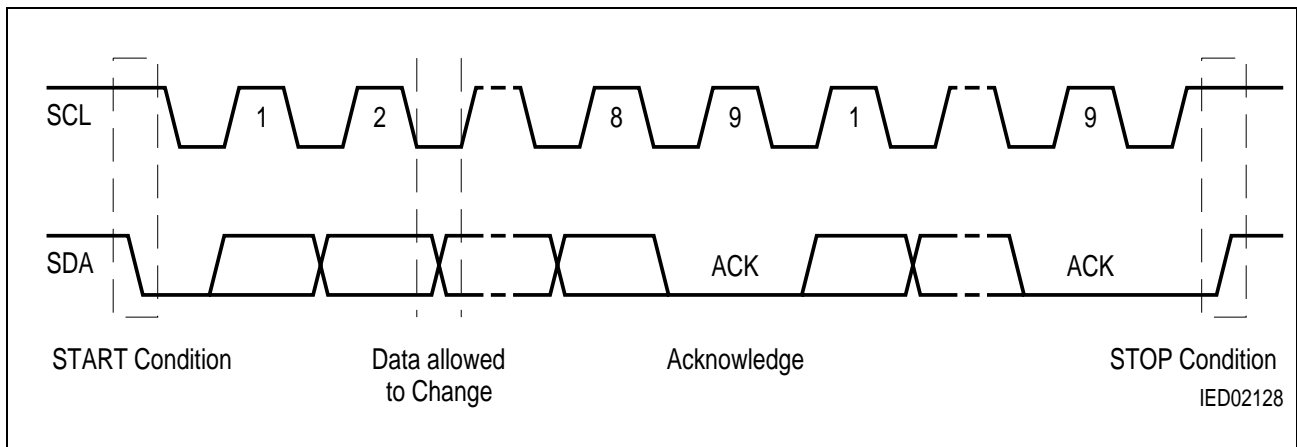 SCL
1 2 8 9 1 9
SDA
ACK ACK
START Condition
Data allowed
to Change
Acknowledge
STOP Condition
IED02128